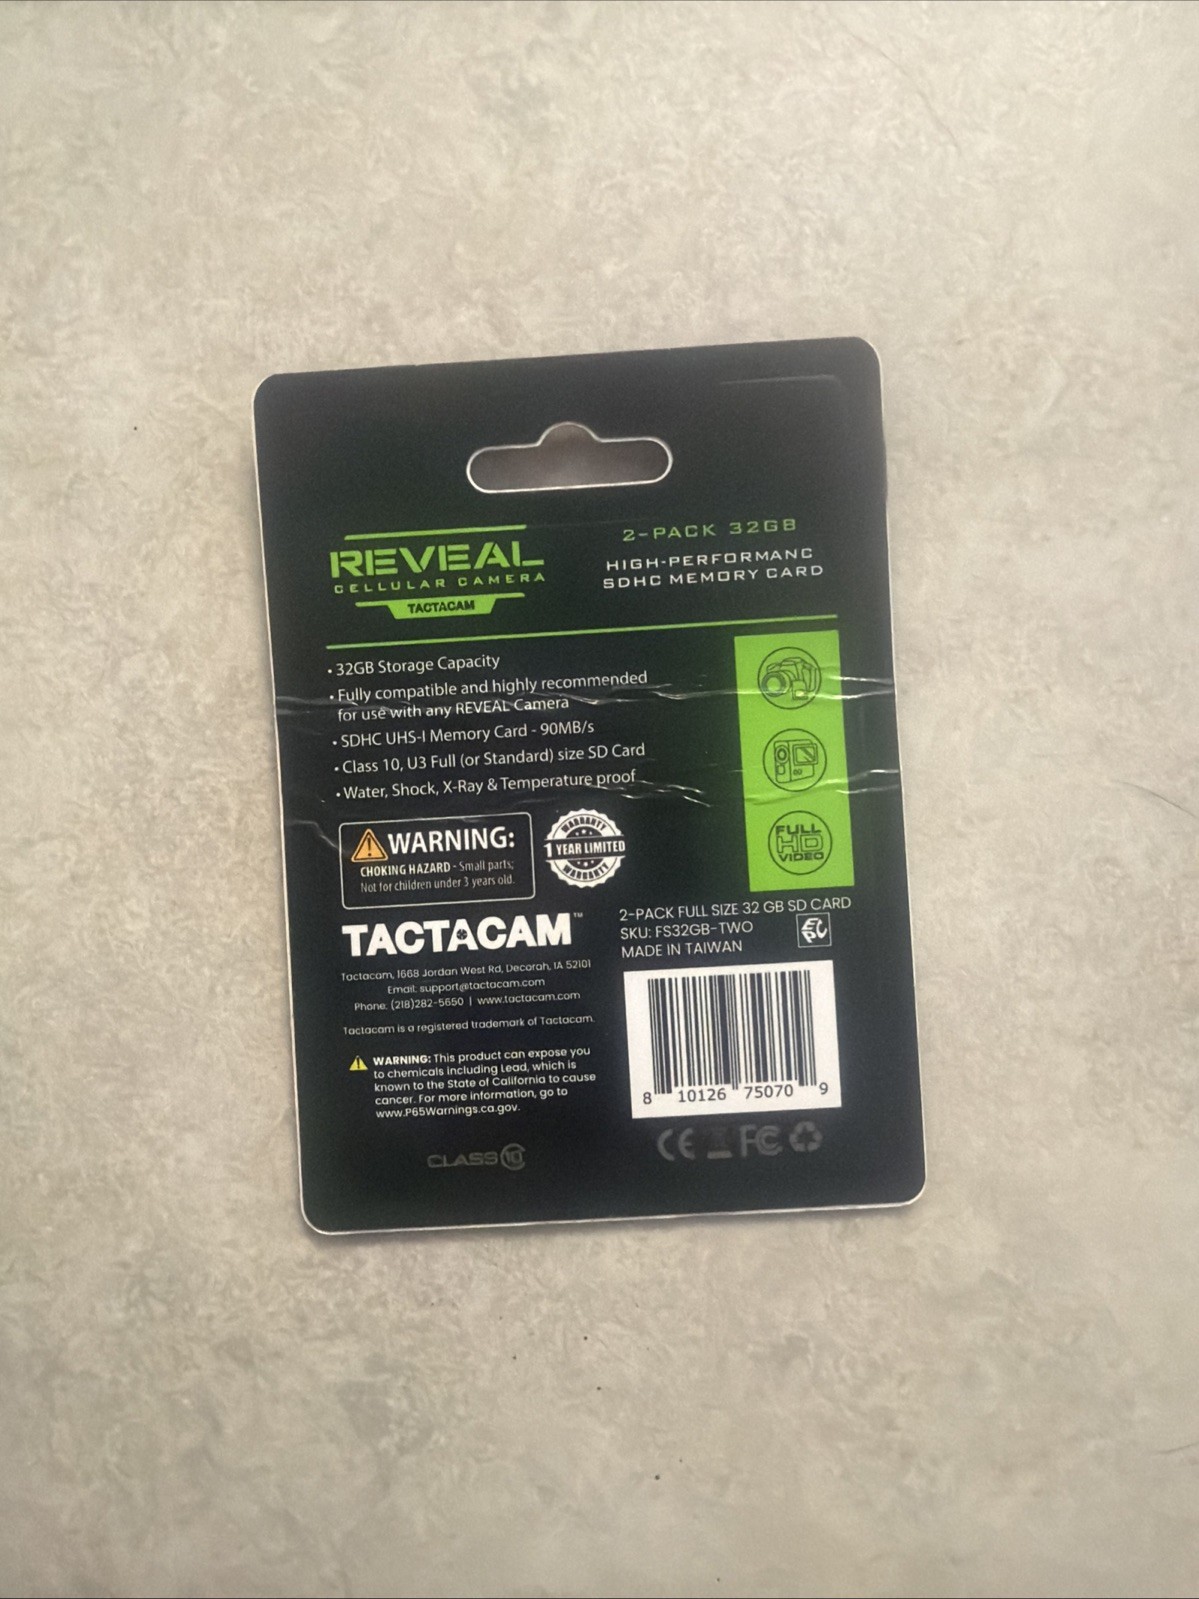 REVEAL
CELLULAR CAMERA
TACTACAM
2-PACK 32GB
HIGH-PERFORMANC
SDHC MEMORY CARD
• 32GB Storage Capacity
• Fully compatible and highly recommended
for use with any REVEAL Camera
• SDHC UHS-I Memory Card - 90MB/s
• Class 10, U3 Full (or Standard) size SD Card
• Water, Shock, X-Ray & Temperature proof
FULL
HD
VIDEO
WARNING:
CHOKING HAZARD - Small parts;
Not for children under 3 years old.
WARRANTY
1 YEAR LIMITED
WARRANTY
TACTACAM™
Tactacam, 1668 Jordan West Rd, Decorah, IA 52101
Email: support@tactacam.com
Phone: (218)282-5650 | www.tactacam.com
Tactacam is a registered trademark of Tactacam.
WARNING: This product can expose you
to chemicals including Lead, which is
known to the State of California to cause
cancer. For more information, go to
www.P65Warnings.ca.gov.
CLASS 10
2-PACK FULL SIZE 32 GB SD CARD
SKU: FS32GB-TWO
MADE IN TAIWAN
8 10126 75070 9
CE FC